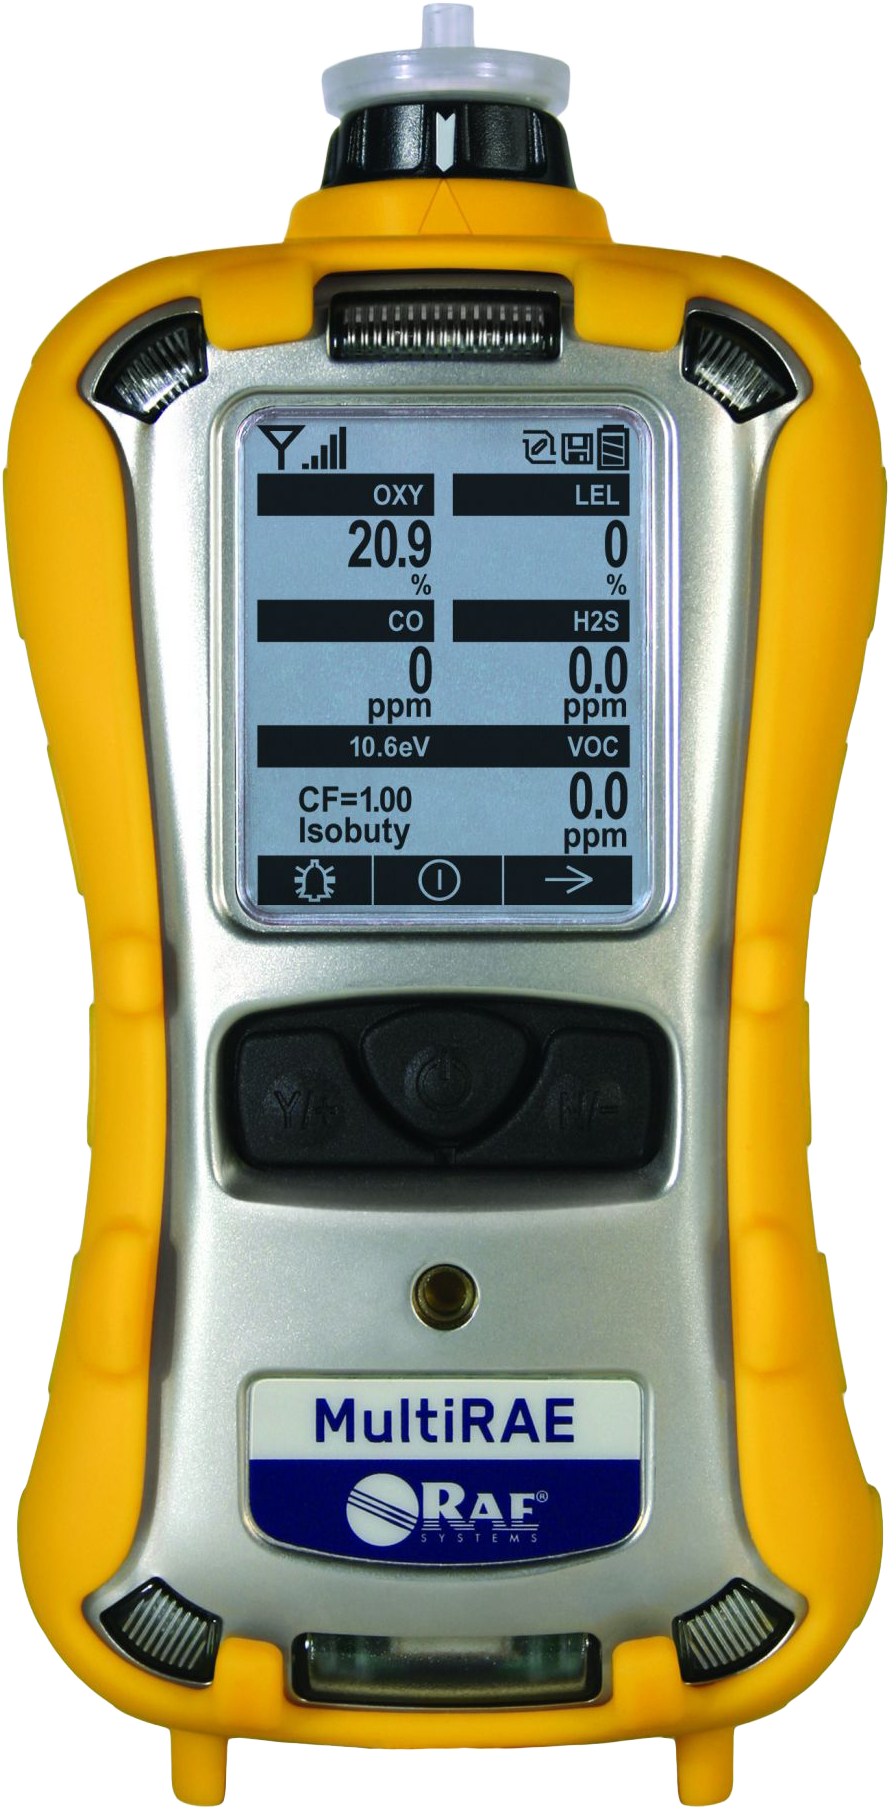 OXY LEL
20.9 0
% %
CO H2S
0 0.0
ppm ppm
10.6eV VOC
CF=1.00 0.0
Isobuty ppm
Y/+ N/-
MultiRAE
RAE®
SYSTEMS